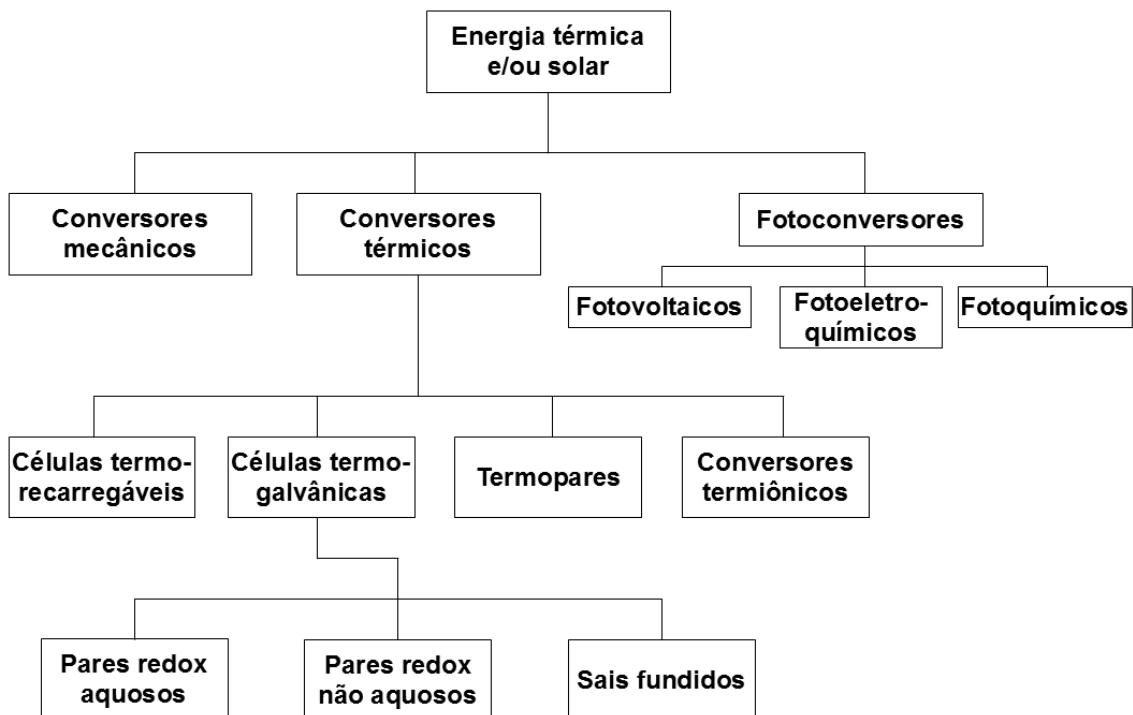 Energia térmica
e/ou solar
Conversores
mecânicos
Conversores
térmicos
Fotoconversores
Fotovoltaicos
Fotoeletro-
químicos
Fotoquímicos
Células termo-
recarregáveis
Células termo-
galvânicas
Termopares
Conversores
termiônicos
Pares redox
aquosos
Pares redox
não aquosos
Sais fundidos